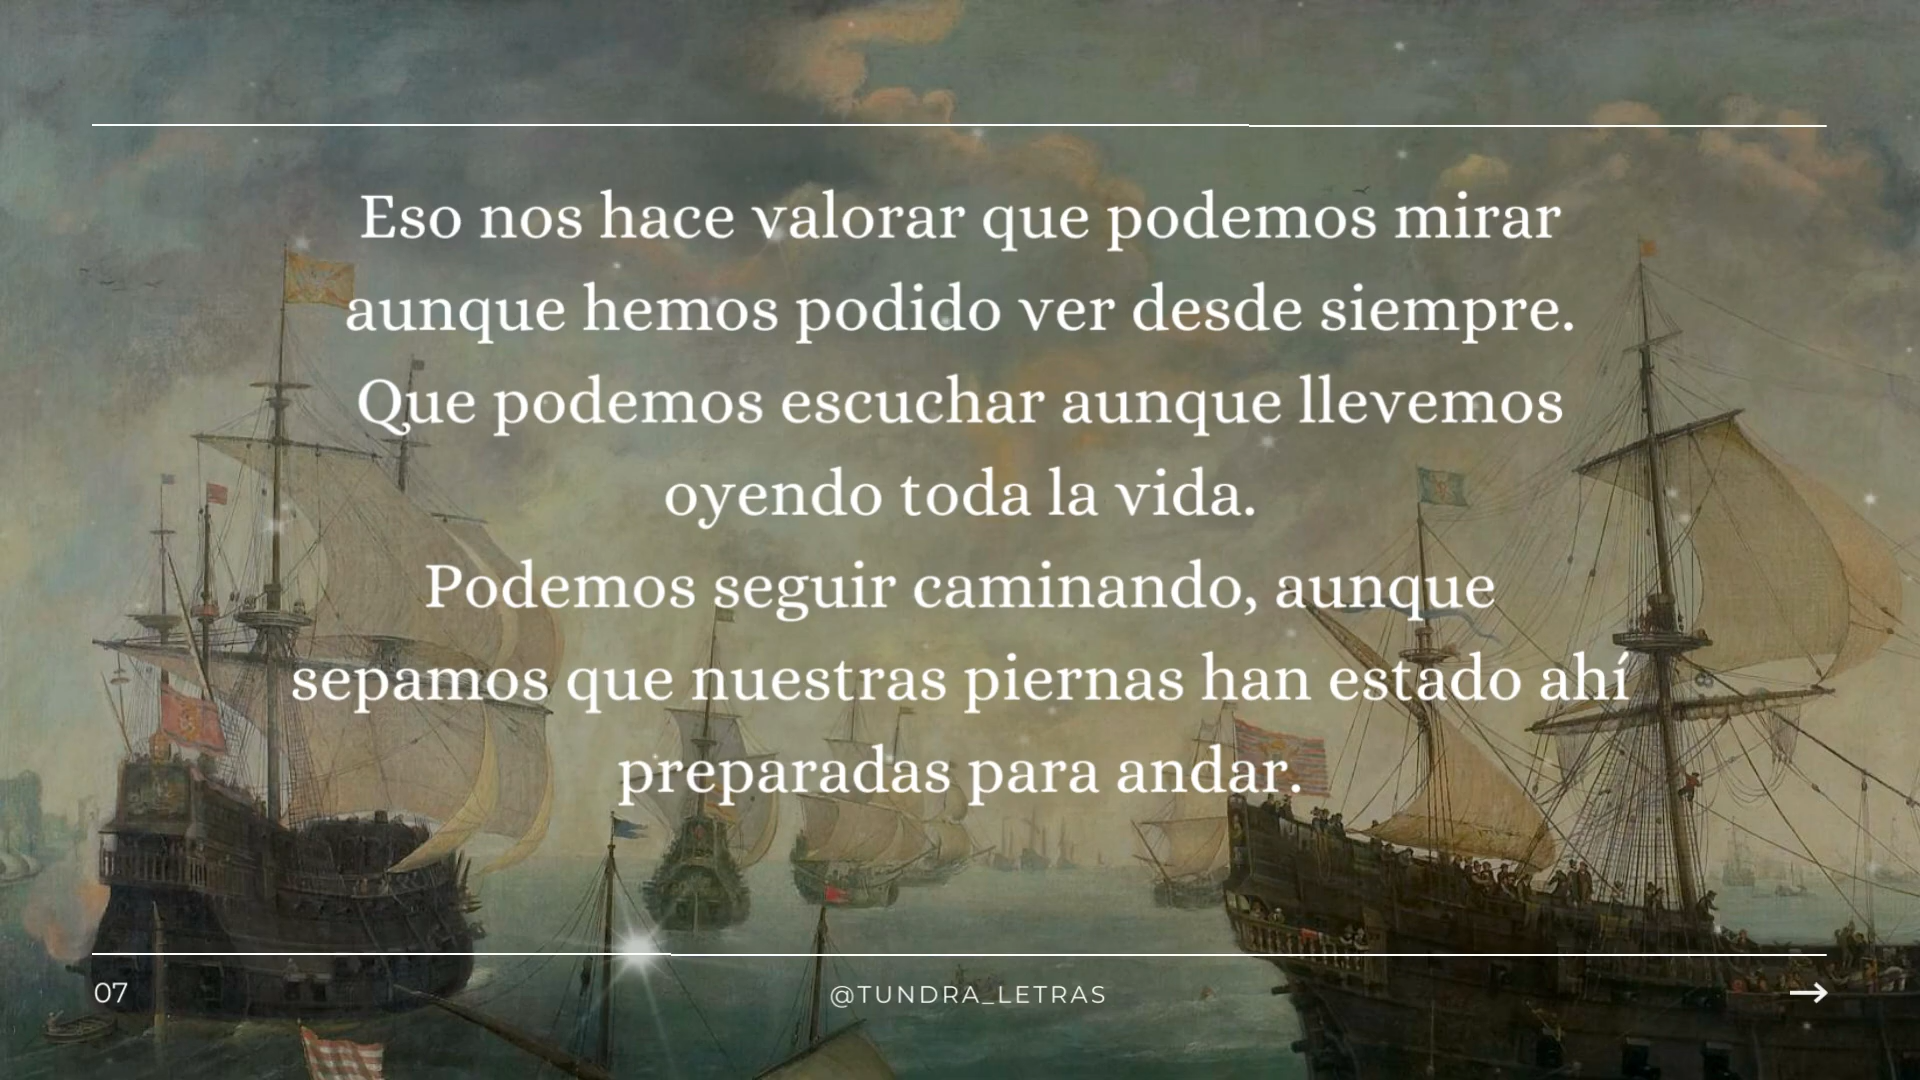 Eso nos hace valorar que podemos mirar
aunque hemos podido ver desde siempre.
Que podemos escuchar aunque llevemos
oyendo toda la vida.
Podemos seguir caminando, aunque
sepamos que nuestras piernas han estado ahí
preparadas para andar.
07
@TUNDRA_LETRAS
→